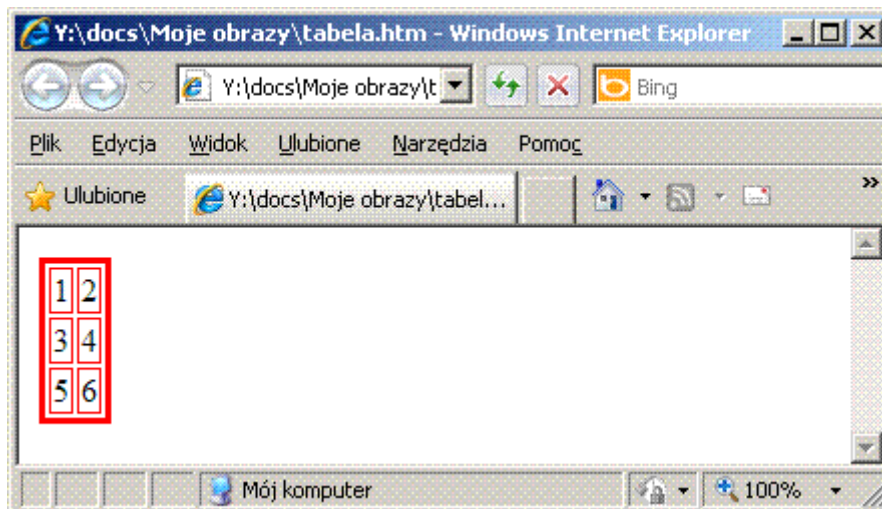 Y:\docs\Moje obrazy\tabela.htm - Windows Internet Explorer
Y:\docs\Moje obrazy\t Bing
Plik Edycja Widok Ulubione Narzędzia Pomoc
Ulubione Y:\docs\Moje obrazy\tabel... »
1 2
3 4
5 6
Mój komputer 100%